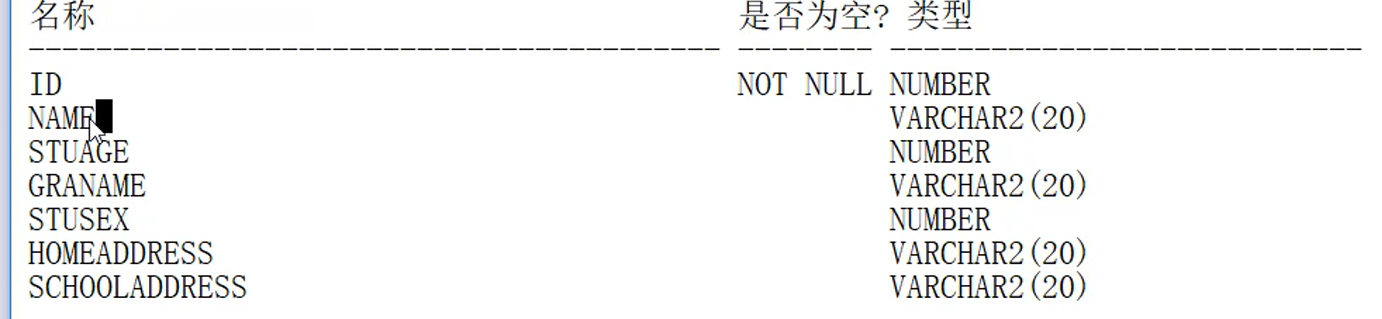 名称 是否为空? 类型
---------------------------------------- -------- ----------------------------
ID NOT NULL NUMBER
NAME VARCHAR2(20)
STUAGE NUMBER
GRANAME VARCHAR2(20)
STUSEX NUMBER
HOMEADDRESS VARCHAR2(20)
SCHOOLADDRESS VARCHAR2(20)